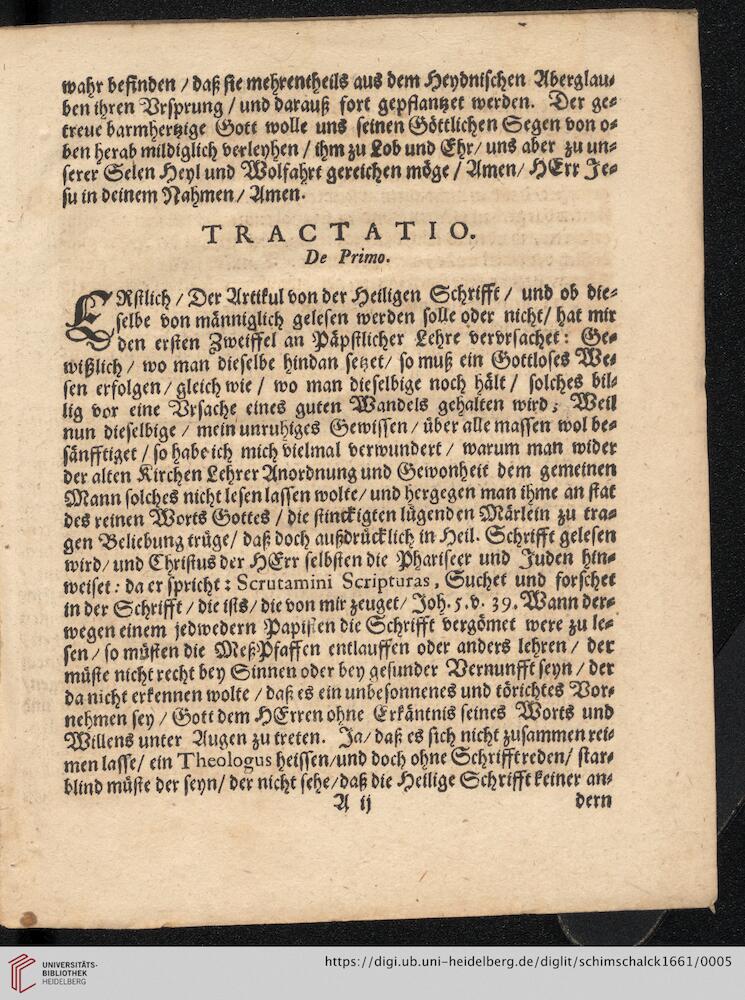 wahr befinden / daß sie mehrentheils aus dem Heydnischen Aberglau-
ben ihren Vrsprung / und darauß fort gepflantzet werden. Der ge-
treue barmhertzige Gott wolle uns seinen Göttlichen Segen von o-
ben herab mildiglich verleyhen / ihm zu Lob und Ehr / uns aber zu un-
serer Selen Heyl und Wolfahrt gereichen möge / Amen / HErr Je-
su in deinem Nahmen / Amen.
TRACTATIO.
De Primo.
ERstlich / Der Artikul von der Heiligen Schrifft / und ob die-
selbe von männiglich gelesen werden solle oder nicht / hat mir
den ersten Zweiffel an Päpstlicher Lehre vervrsachet: Ge-
wißlich / wo man dieselbe hindan setzet / so muß ein Gottloses We-
sen erfolgen / gleich wie / wo man dieselbige noch hält / solches bil-
lig vor eine Vrsache eines guten Wandels gehalten wird; Weil
nun dieselbige / mein unruhiges Gewissen / über alle massen wol be-
sänfftiget / so habe ich mich vielmal verwundert / warum man wider
der alten Kirchen Lehrer Anordnung und Gewonheit dem gemeinen
Mann solches nicht lesen lassen wolte / und hergegen man ihme an stat
des reinen Worts Gottes / die stinckigten lügenden Märlein zu tra-
gen Beliebung trüge / daß doch außdrücklich in Heil. Schrifft gelesen
wird / und Christus der HErr selbsten die Phariseer und Juden hin-
weiset: da er spricht: Scrutamini Scripturas, Suchet und forschet
in der Schrifft / die ists / die von mir zeuget / Joh. 5. v. 39. Wann der-
wegen einem jedwedern Papisten die Schrifft vergömet were zu le-
sen / so müsten die Meß-Pfaffen entlauffen oder anders lehren / der
müste nicht recht bey Sinnen oder bey gesunder Vernunfft seyn / der
da nicht erkennen wolte / daß es ein unbesonnenes und törichtes Vor-
nehmen sey / Gott dem HErren ohne Erkäntnis seines Worts und
Willens unter Augen zu treten. Ja / daß es sich nicht zusammen rei-
men lasse / ein Theologus heissen / und doch ohne Schrifft reden / star-
blind müste der seyn / der nicht sehe / daß die Heilige Schrifft keiner an-
A ij
dern
UNIVERSITÄTS-
BIBLIOTHEK
HEIDELBERG
https://digi.ub.uni-heidelberg.de/diglit/schimschalck1661/0005